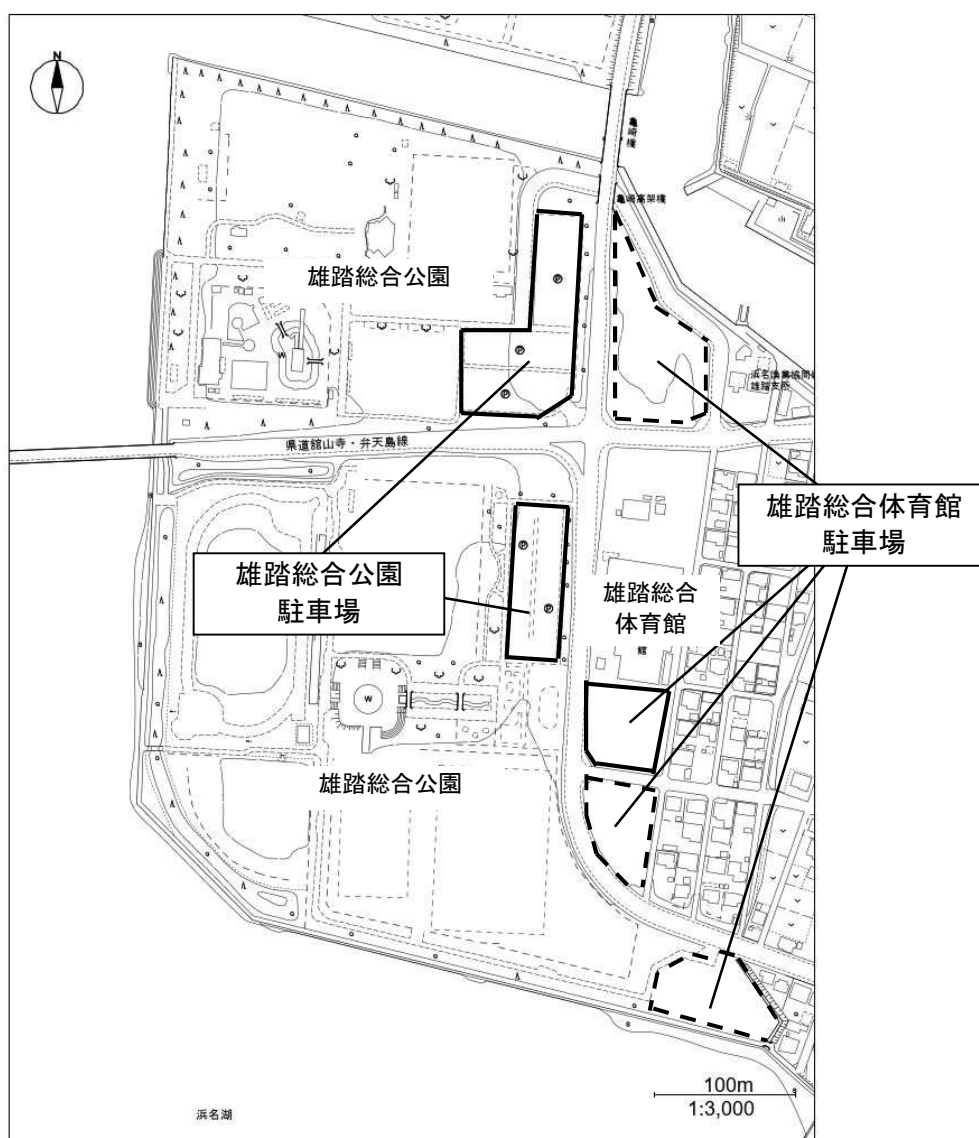 N
亀崎橋
亀崎高架橋
雄踏総合公園
浜名漁業協同組
雄踏支所
県道舘山寺・弁天島線
雄踏総合体育館
駐車場
雄踏総合公園
駐車場
雄踏総合
体育館
館
雄踏総合公園
100m
1:3,000
浜名湖